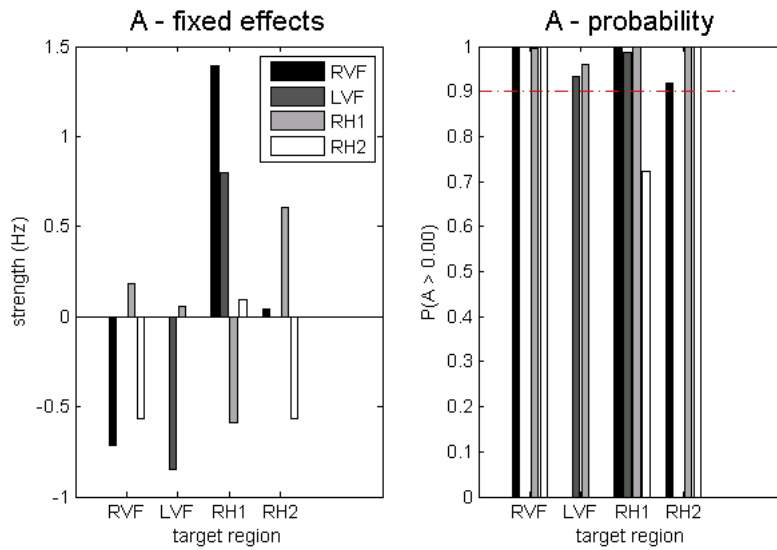 A - fixed effects
1.5
1
0.5
0
-0.5
-1
strength (Hz)
RVF
LVF
RH1
RH2
RVF LVF RH1 RH2
target region
A - probability
1
0.9
0.8
0.7
0.6
0.5
0.4
0.3
0.2
0.1
0
P(A > 0.00)
RVF LVF RH1 RH2
target region